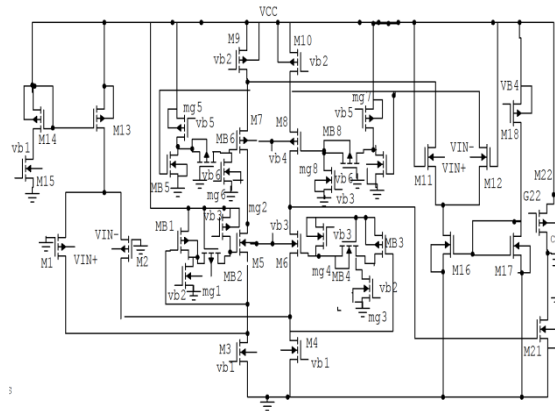 VCC
M9
M10
vb2
vb2
mg5
mg7
M14
M13
vb5
vb5
VB4
M18
vb1
M15
M7
M8
MB6
MB8
MB5
vb6
mg6
vb4
mg8
vb6
vb3
M11
VIN+
VIN-
M12
M22
G22
mg2
MB1
vb3
vb3
vb3
MB3
VIN-
M1
VIN+
M2
M5
M6
mg4
M16
M17
vb2
mg1
MB2
MB4
vb2
mg3
M21
M3
vb1
M4
vb1